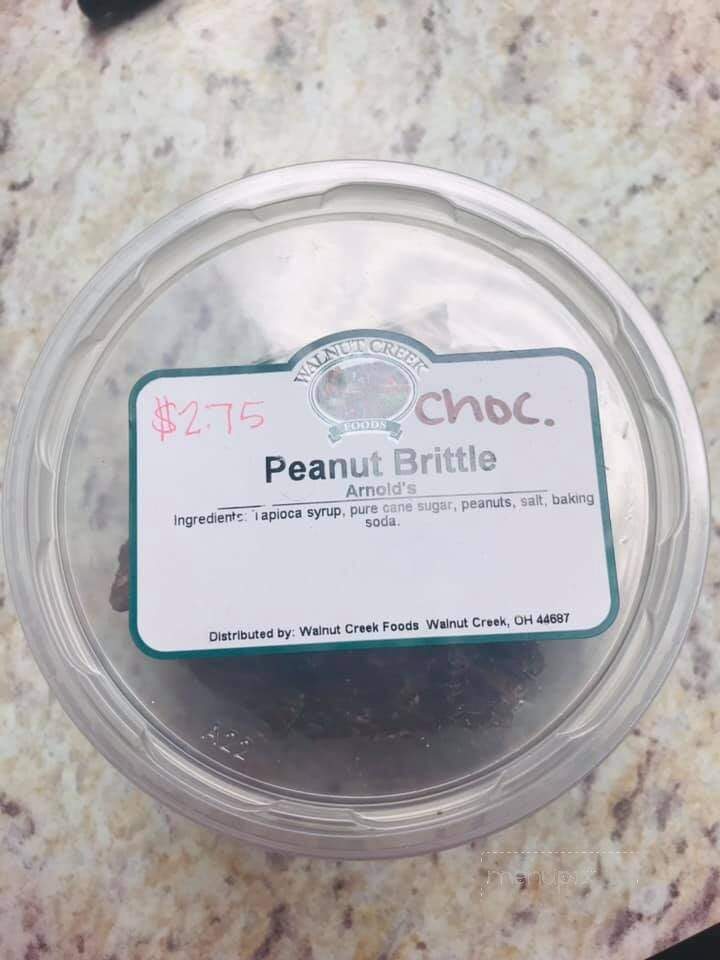 WALNUT CREEK
FOODS
$2.75
choc.
Peanut Brittle
Arnold's
Ingredients: Tapioca syrup, pure cane sugar, peanuts, salt, baking
soda.
Distributed by: Walnut Creek Foods Walnut Creek, OH 44687
A22